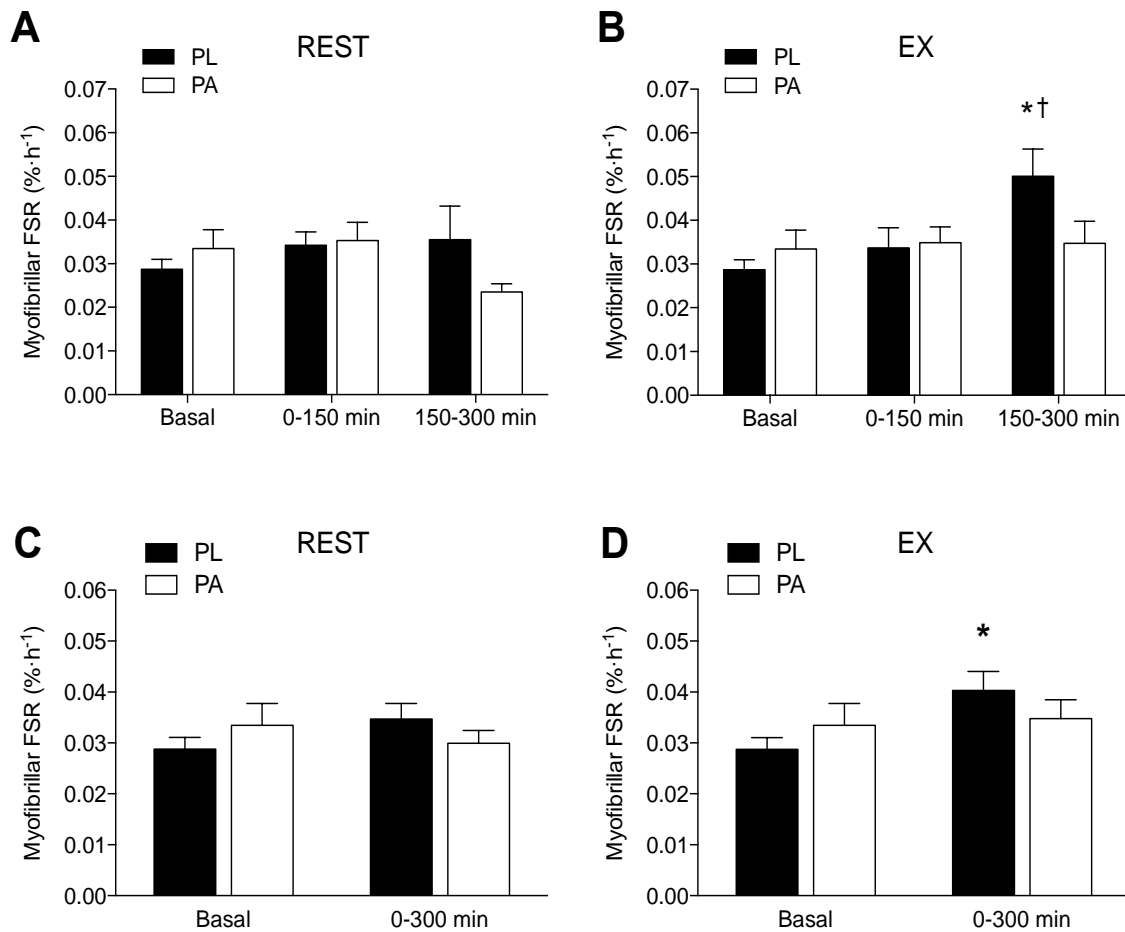 A
REST
PL
PA
Myofibrillar FSR (%·h-1)
0.07
0.06
0.05
0.04
0.03
0.02
0.01
0.00
Basal 0-150 min 150-300 min
B
EX
PL
PA
Myofibrillar FSR (%·h-1)
0.07
0.06
0.05
0.04
0.03
0.02
0.01
0.00
*†
Basal 0-150 min 150-300 min
C
REST
PL
PA
Myofibrillar FSR (%·h-1)
0.06
0.05
0.04
0.03
0.02
0.01
0.00
Basal 0-300 min
D
EX
PL
PA
Myofibrillar FSR (%·h-1)
0.06
0.05
0.04
0.03
0.02
0.01
0.00
*
Basal 0-300 min